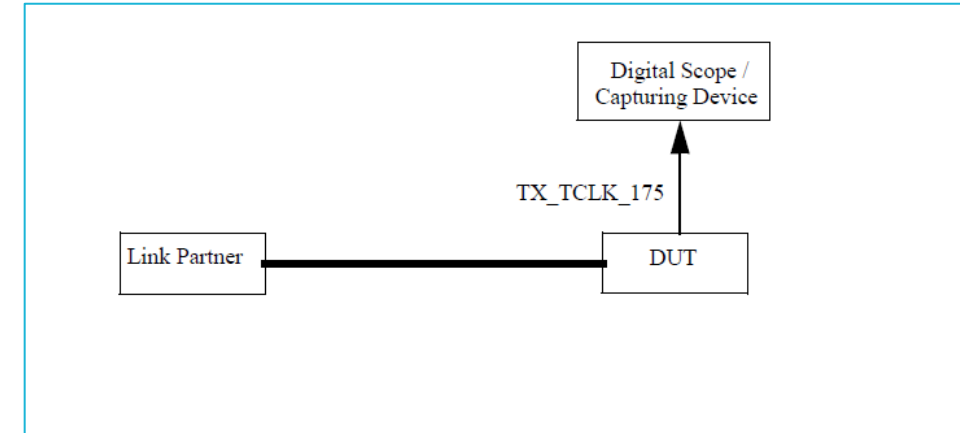 Digital Scope /
Capturing Device
TX_TCLK_175
Link Partner
DUT